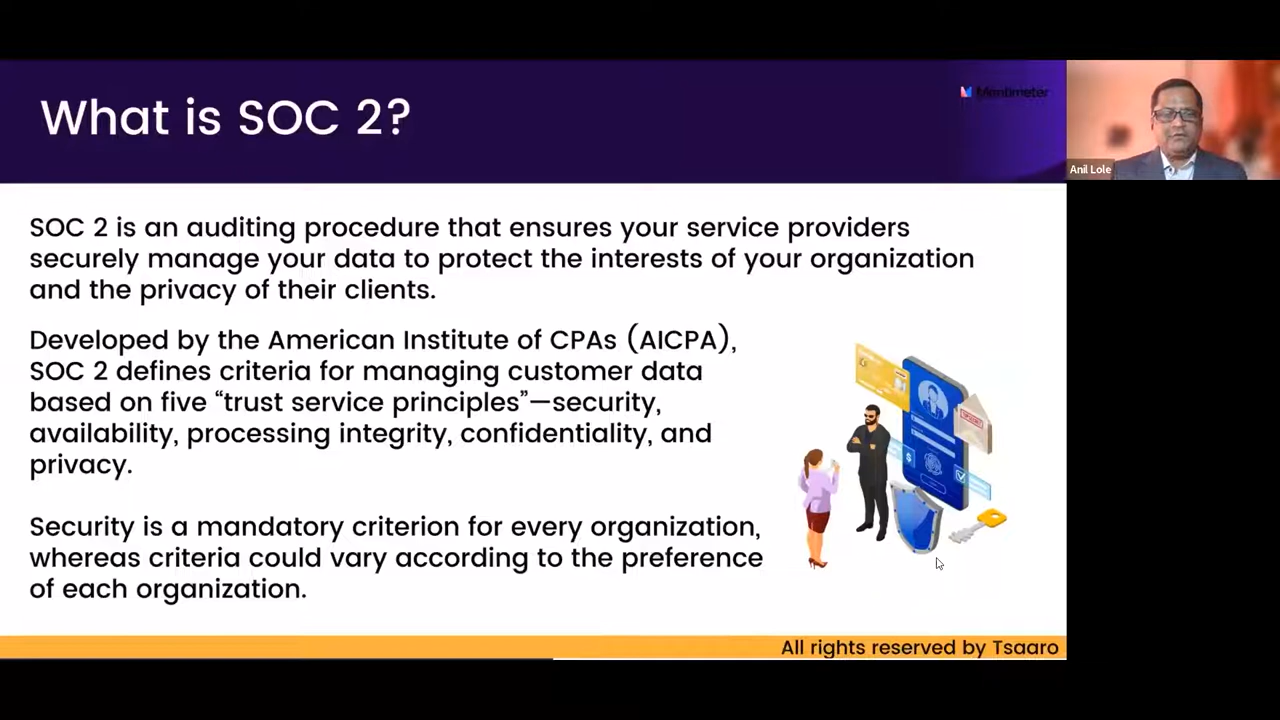 What is SOC 2?
Mentimeter
Anil Lole
SOC 2 is an auditing procedure that ensures your service providers
securely manage your data to protect the interests of your organization
and the privacy of their clients.
Developed by the American Institute of CPAs (AICPA),
SOC 2 defines criteria for managing customer data
based on five “trust service principles”—security,
availability, processing integrity, confidentiality, and
privacy.
Security is a mandatory criterion for every organization,
whereas criteria could vary according to the preference
of each organization.
All rights reserved by Tsaaro